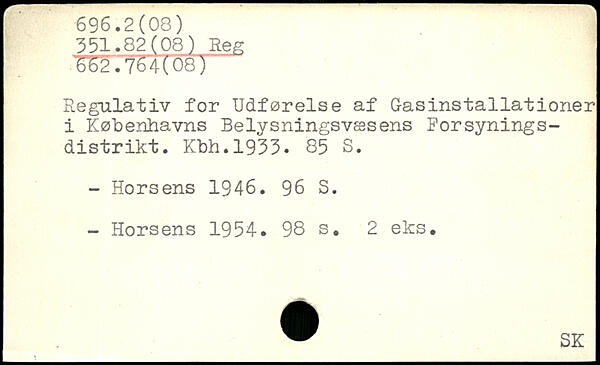 696.2(08)
351.82(08) Reg
662.764(08)
Regulativ for Udførelse af Gasinstallationer
i Københavns Belysningsvæsens Forsynings-
distrikt. Kbh.1933. 85 S.
- Horsens 1946. 96 S.
- Horsens 1954. 98 s. 2 eks.
SK